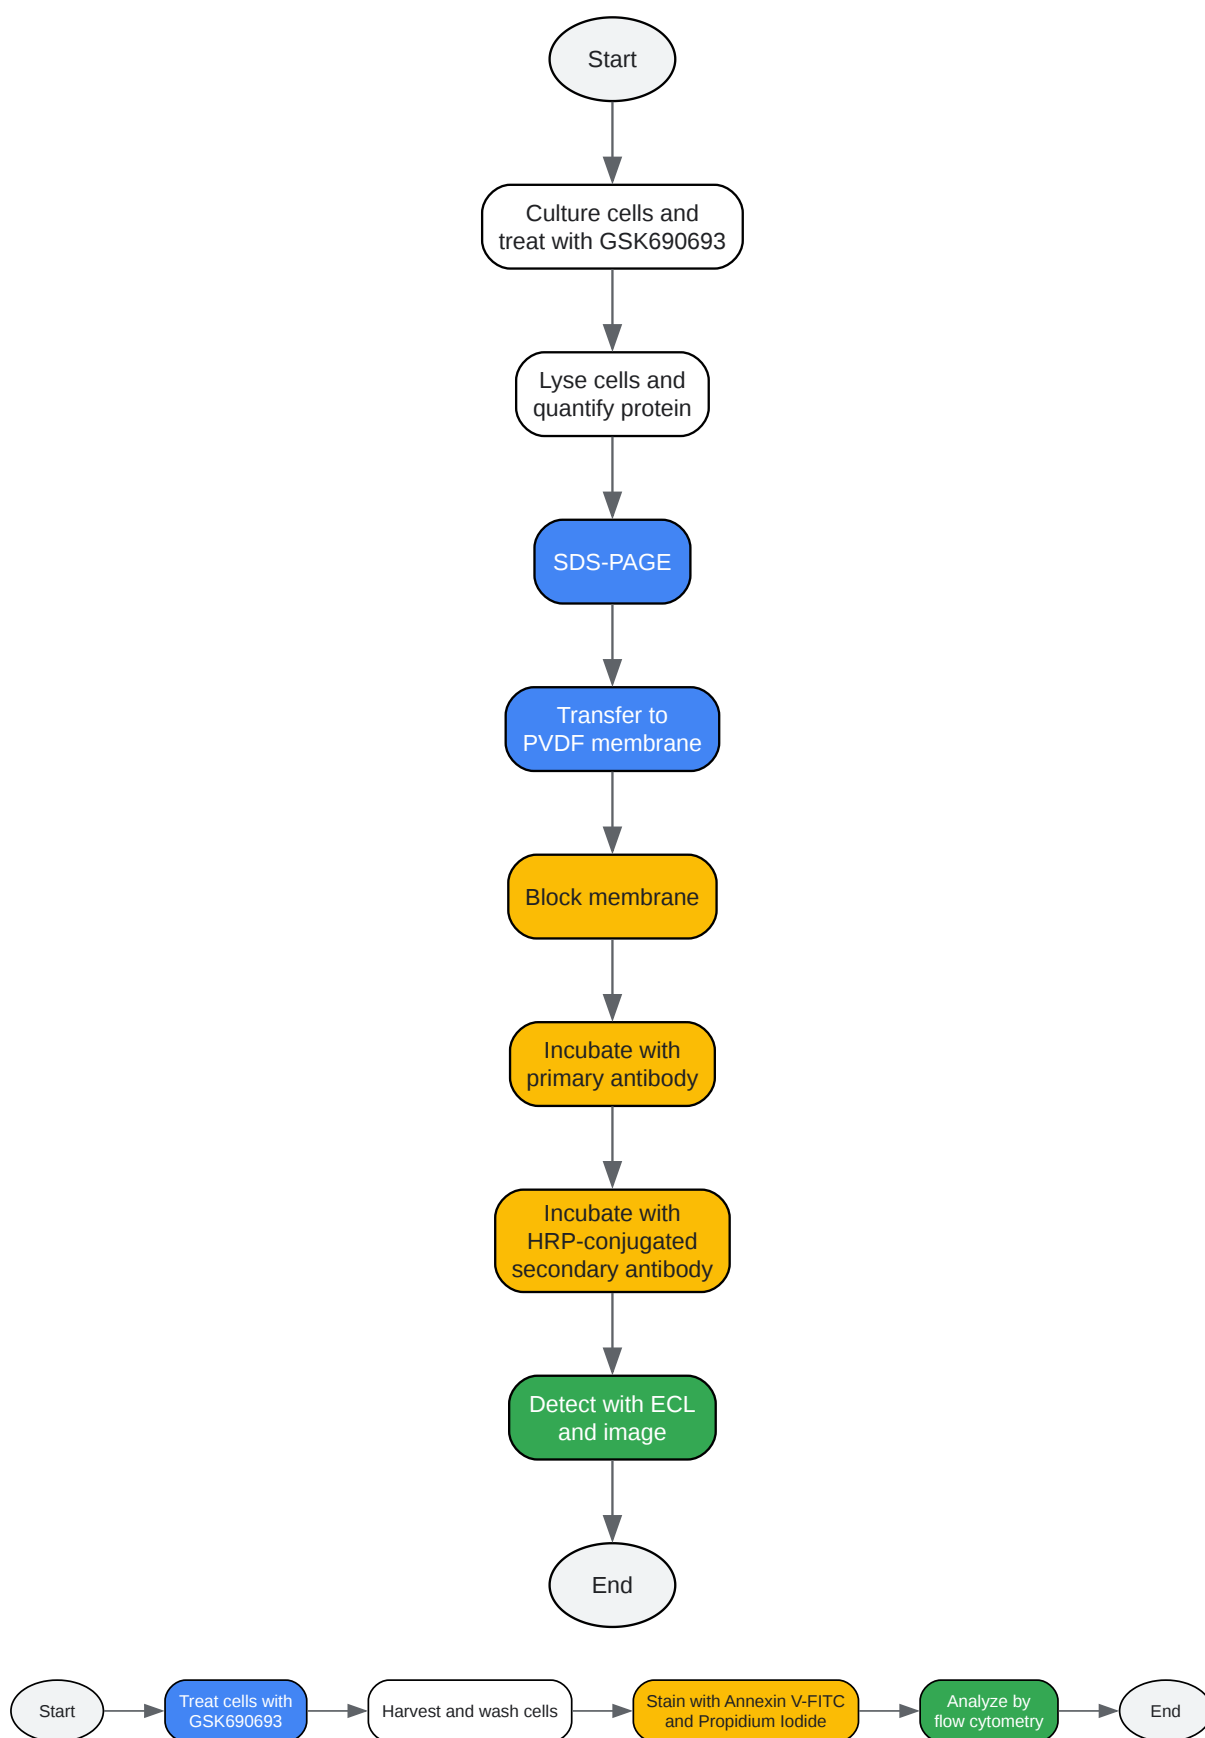 Start
Culture cells and
treat with GSK690693
Lyse cells and
quantify protein
SDS-PAGE
Transfer to
PVDF membrane
Block membrane
Incubate with
primary antibody
Incubate with
HRP-conjugated
secondary antibody
Detect with ECL
and image
End
Start
Treat cells with
GSK690693
Harvest and wash cells
Stain with Annexin V-FITC
and Propidium Iodide
Analyze by
flow cytometry
End